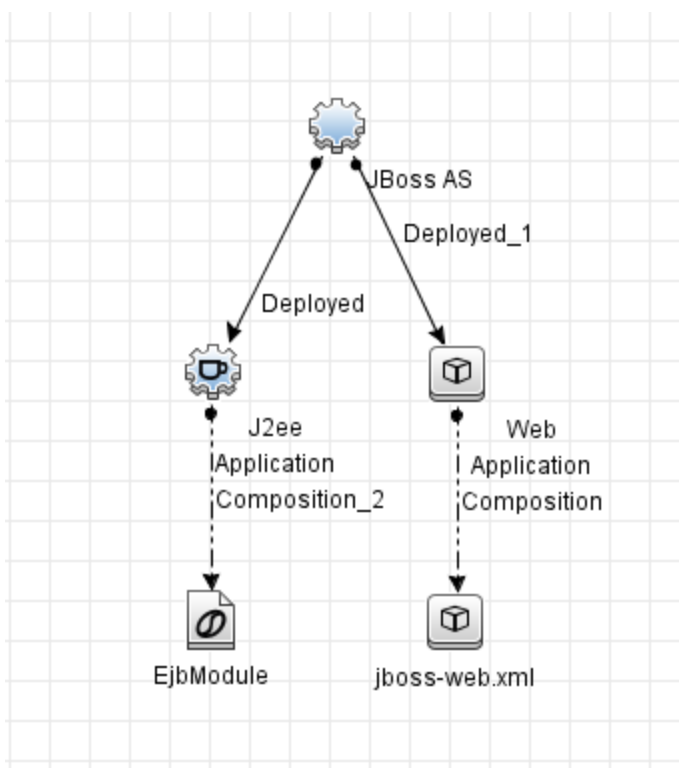 JBoss AS
Deployed_1
Deployed
J2ee
Application
Composition_2
Web
Application
Composition
EjbModule
jboss-web.xml